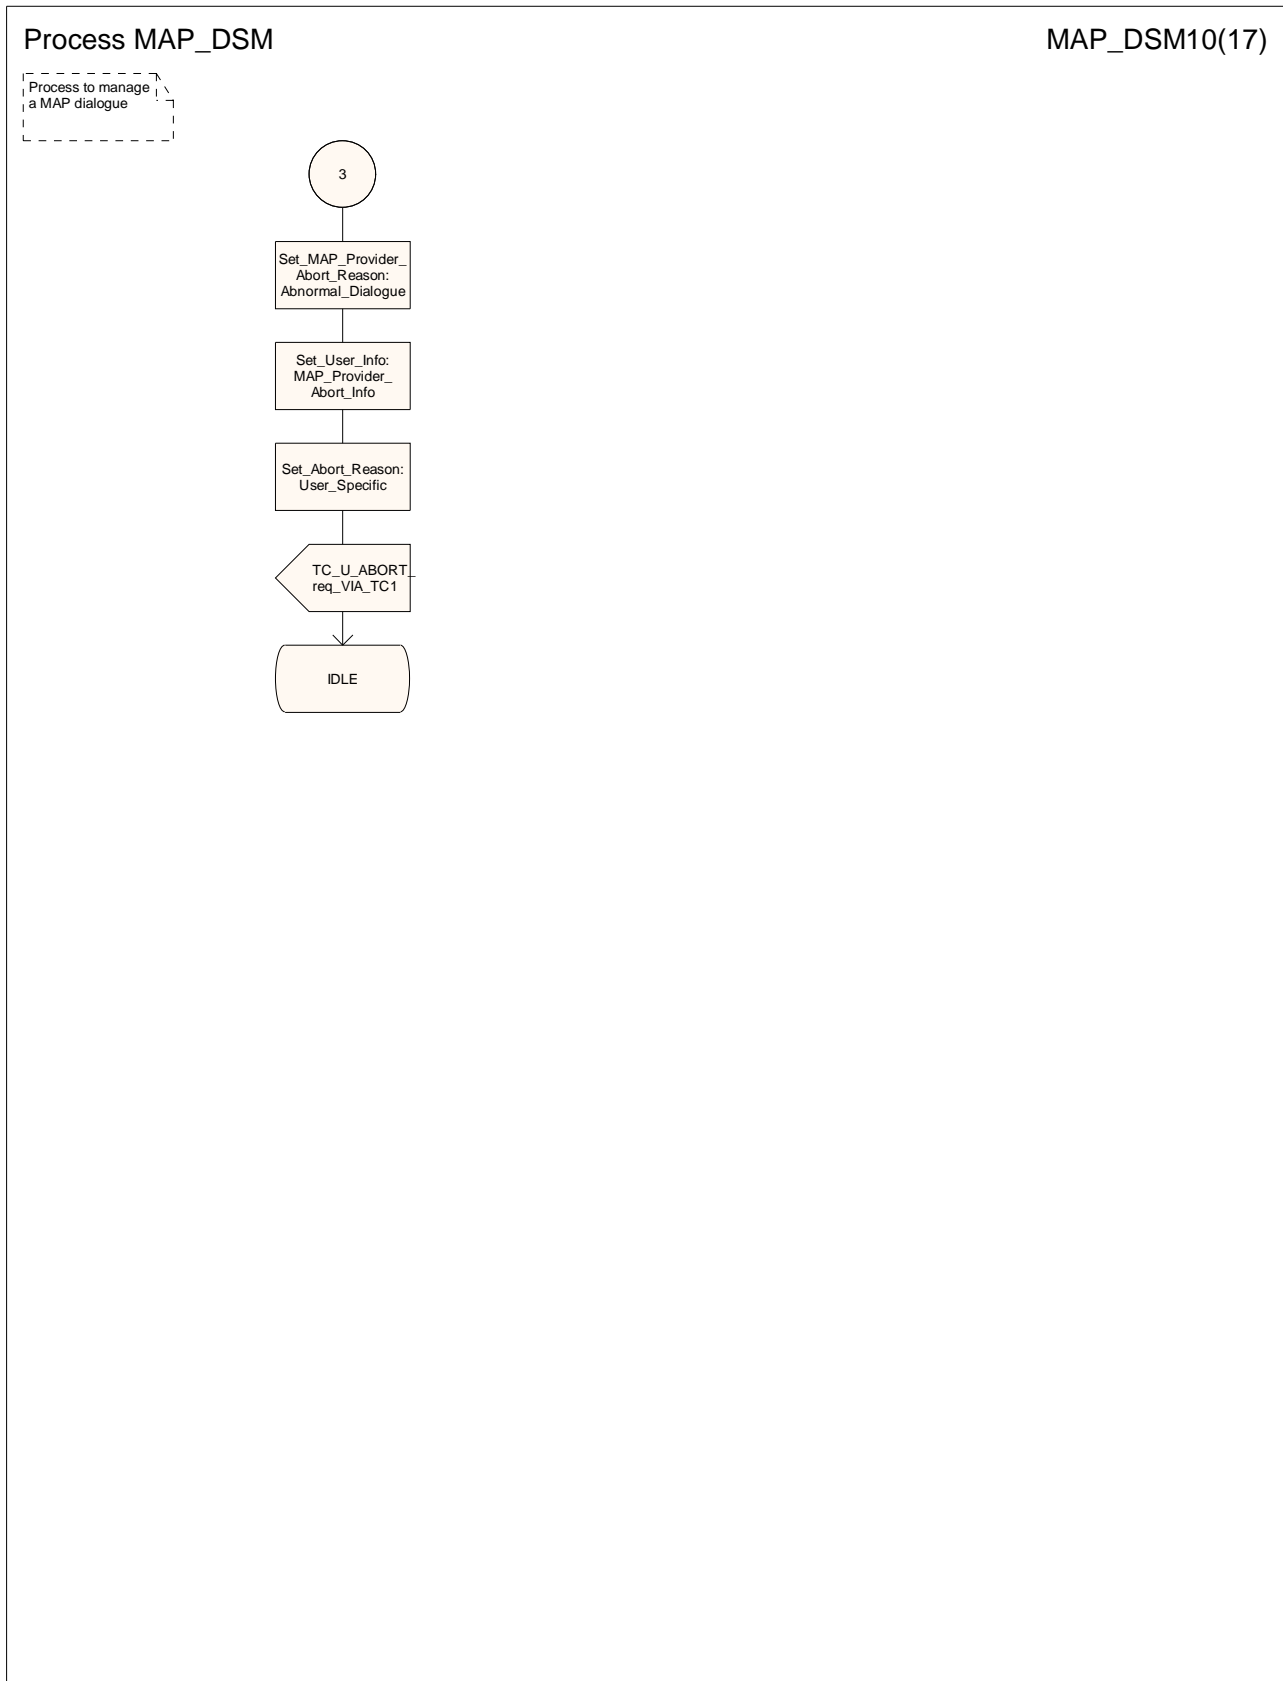 Process MAP_DSM
MAP_DSM10(17)
Process to manage
a MAP dialogue
3
Set_MAP_Provider_
Abort_Reason:
Abnormal_Dialogue
Set_User_Info:
MAP_Provider_
Abort_Info
Set_Abort_Reason:
User_Specific
TC_U_ABORT_
req_VIA_TC1
IDLE